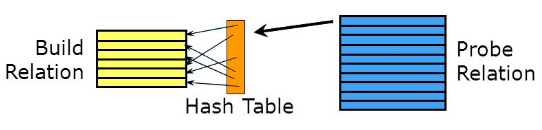 Build
Relation
Hash Table
Probe
Relation